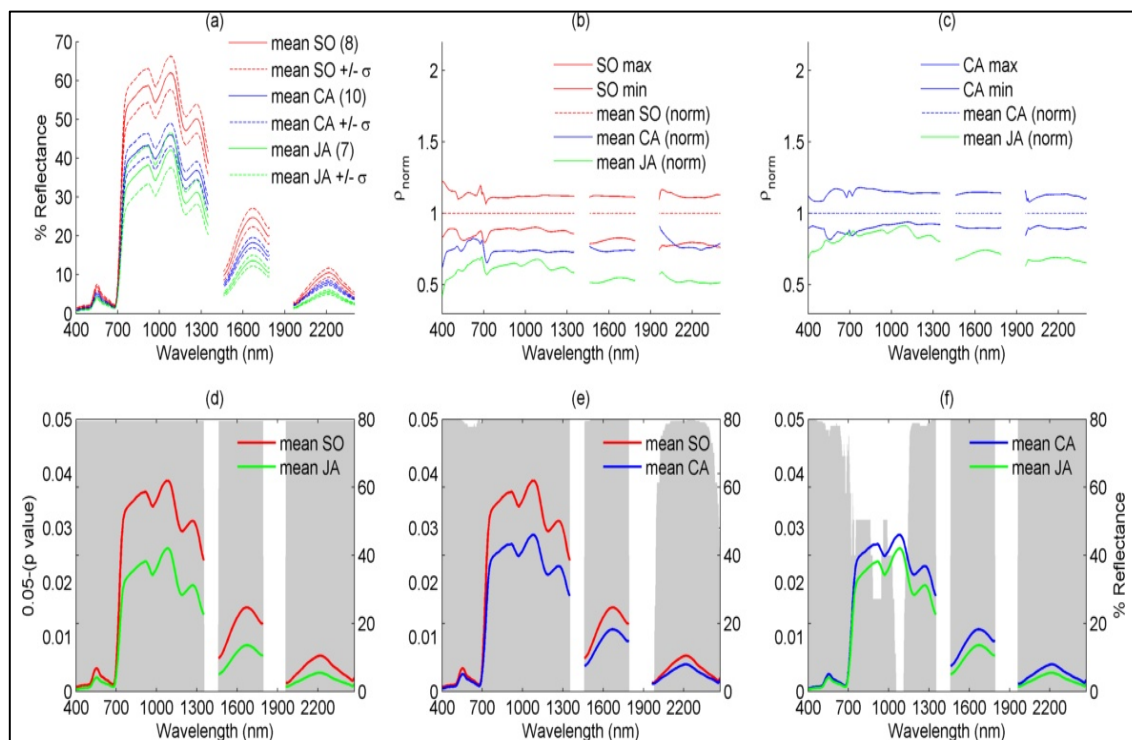 (a)
% Reflectance
70
60
50
40
30
20
10
0
mean SO (8)
mean SO +/- σ
mean CA (10)
mean CA +/- σ
mean JA (7)
mean JA +/- σ
400 700 1000 1300 1600 1900 2200
Wavelength (nm)
(b)
ρnorm
2
1.5
1
0.5
SO max
SO min
mean SO (norm)
mean CA (norm)
mean JA (norm)
400 700 1000 1300 1600 1900 2200
Wavelength (nm)
(c)
ρnorm
2
1.5
1
0.5
CA max
CA min
mean CA (norm)
mean JA (norm)
400 700 1000 1300 1600 1900 2200
Wavelength (nm)
(d)
0.05-(p value)
0.05
0.04
0.03
0.02
0.01
0
mean SO
mean JA
80
60
40
20
0
400 700 1000 1300 1600 1900 2200
Wavelength (nm)
(e)
0.05
0.04
0.03
0.02
0.01
0
mean SO
mean CA
80
60
40
20
0
400 700 1000 1300 1600 1900 2200
Wavelength (nm)
(f)
0.05
0.04
0.03
0.02
0.01
0
mean CA
mean JA
80
60
40
20
0
% Reflectance
400 700 1000 1300 1600 1900 2200
Wavelength (nm)